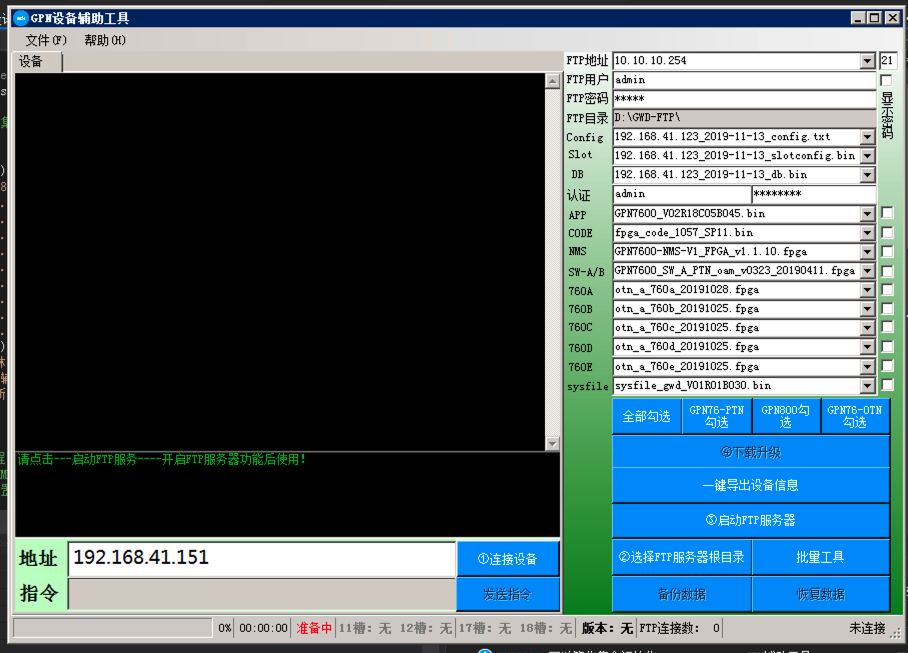 GPN设备辅助工具
文件(F) 帮助(H)
设备
请点击---启动FTP服务----开启FTP服务器功能后使用!
地址 192.168.41.151 ①连接设备
指令 发送指令
FTP地址 10.10.10.254 21
FTP用户 admin
显示密码
FTP密码 *****
FTP目录 D:\GWD-FTP\
Config 192.168.41.123_2019-11-13_config.txt
Slot 192.168.41.123_2019-11-13_slotconfig.bin
DB 192.168.41.123_2019-11-13_db.bin
认证 admin ********
APP GPN7600_V02R18C05B045.bin
CODE fpga_code_1057_SP11.bin
NMS GPN7600-NMS-V1_FPGA_v1.1.10.fpga
SW-A/B GPN7600_SW_A_PTN_oam_v0323_20190411.fpga
760A otn_a_760a_20191028.fpga
760B otn_a_760b_20191025.fpga
760C otn_a_760c_20191025.fpga
760D otn_a_760d_20191025.fpga
760E otn_a_760e_20191025.fpga
sysfile sysfile_gwd_V01R01B030.bin
全部勾选 GPN76-PTN勾选 GPN800勾选 GPN76-OTN勾选
④下载升级
一键导出设备信息
③启动FTP服务器
②选择FTP服务器根目录 批量工具
备份数据 恢复数据
0% 00:00:00 准备中 11槽: 无 12槽: 无 17槽: 无 18槽: 无 版本: 无 FTP连接数: 0 未连接